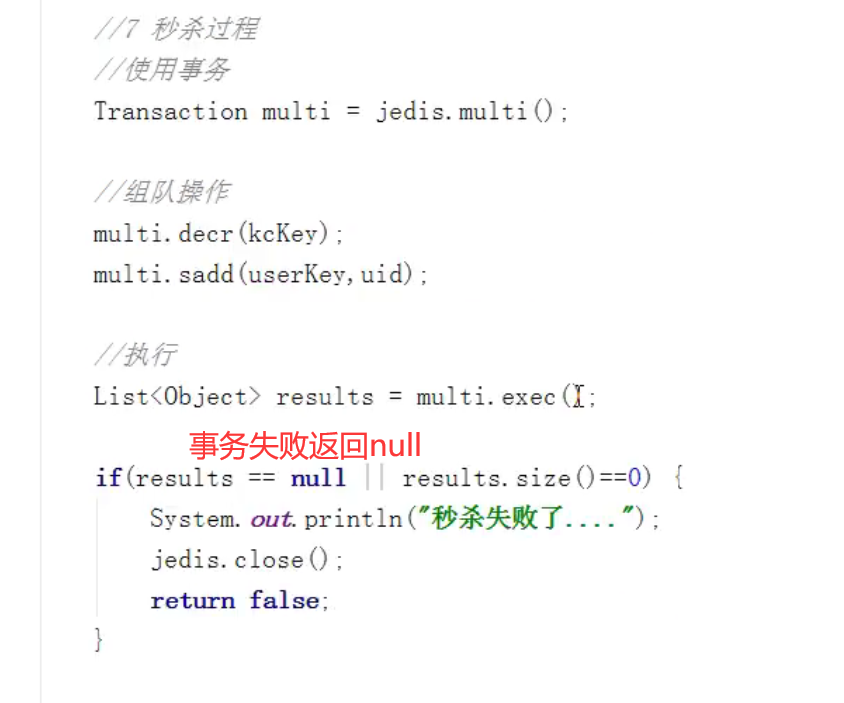 //7 秒杀过程
//使用事务
Transaction multi = jedis.multi();
//组队操作
multi.decr(kcKey);
multi.sadd(userKey,uid);
//执行
List<Object> results = multi.exec();
事务失败返回null
if(results == null || results.size()==0) {
System.out.println("秒杀失败了....");
jedis.close();
return false;
}